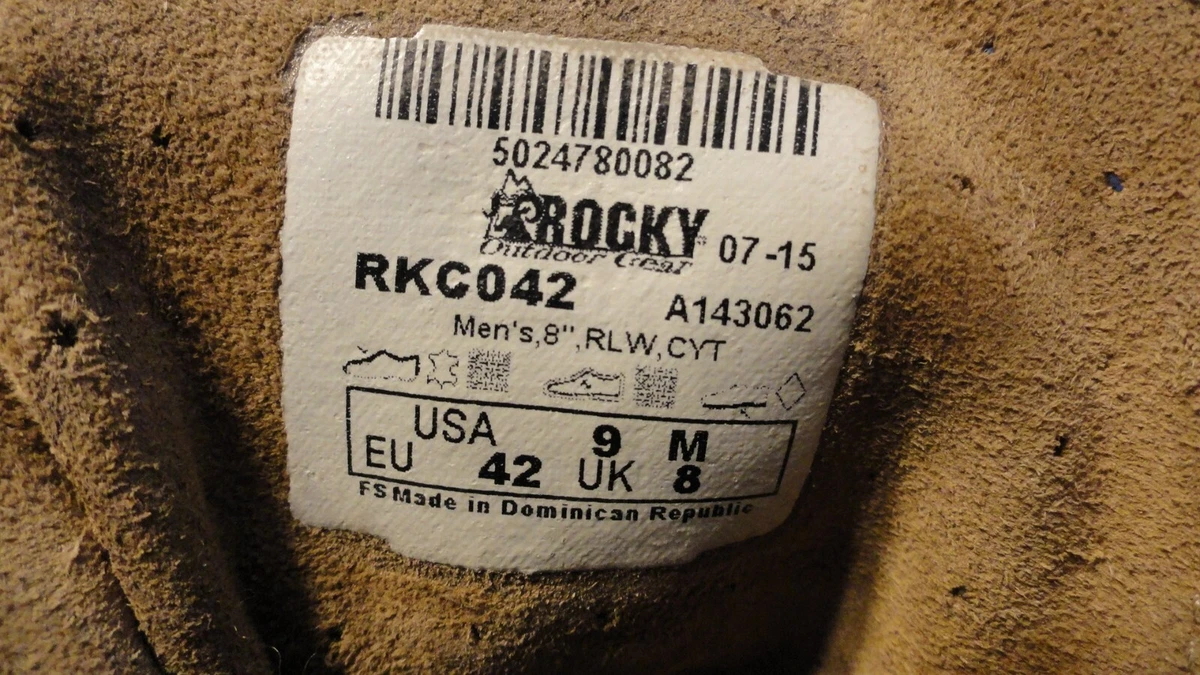 5024780082
ROCKY
Outdoor Gear
07-15
RKC042
A143062
Men's,8",RLW,CYT
USA 9 M
EU 42 UK 8
FS Made in Dominican Republic